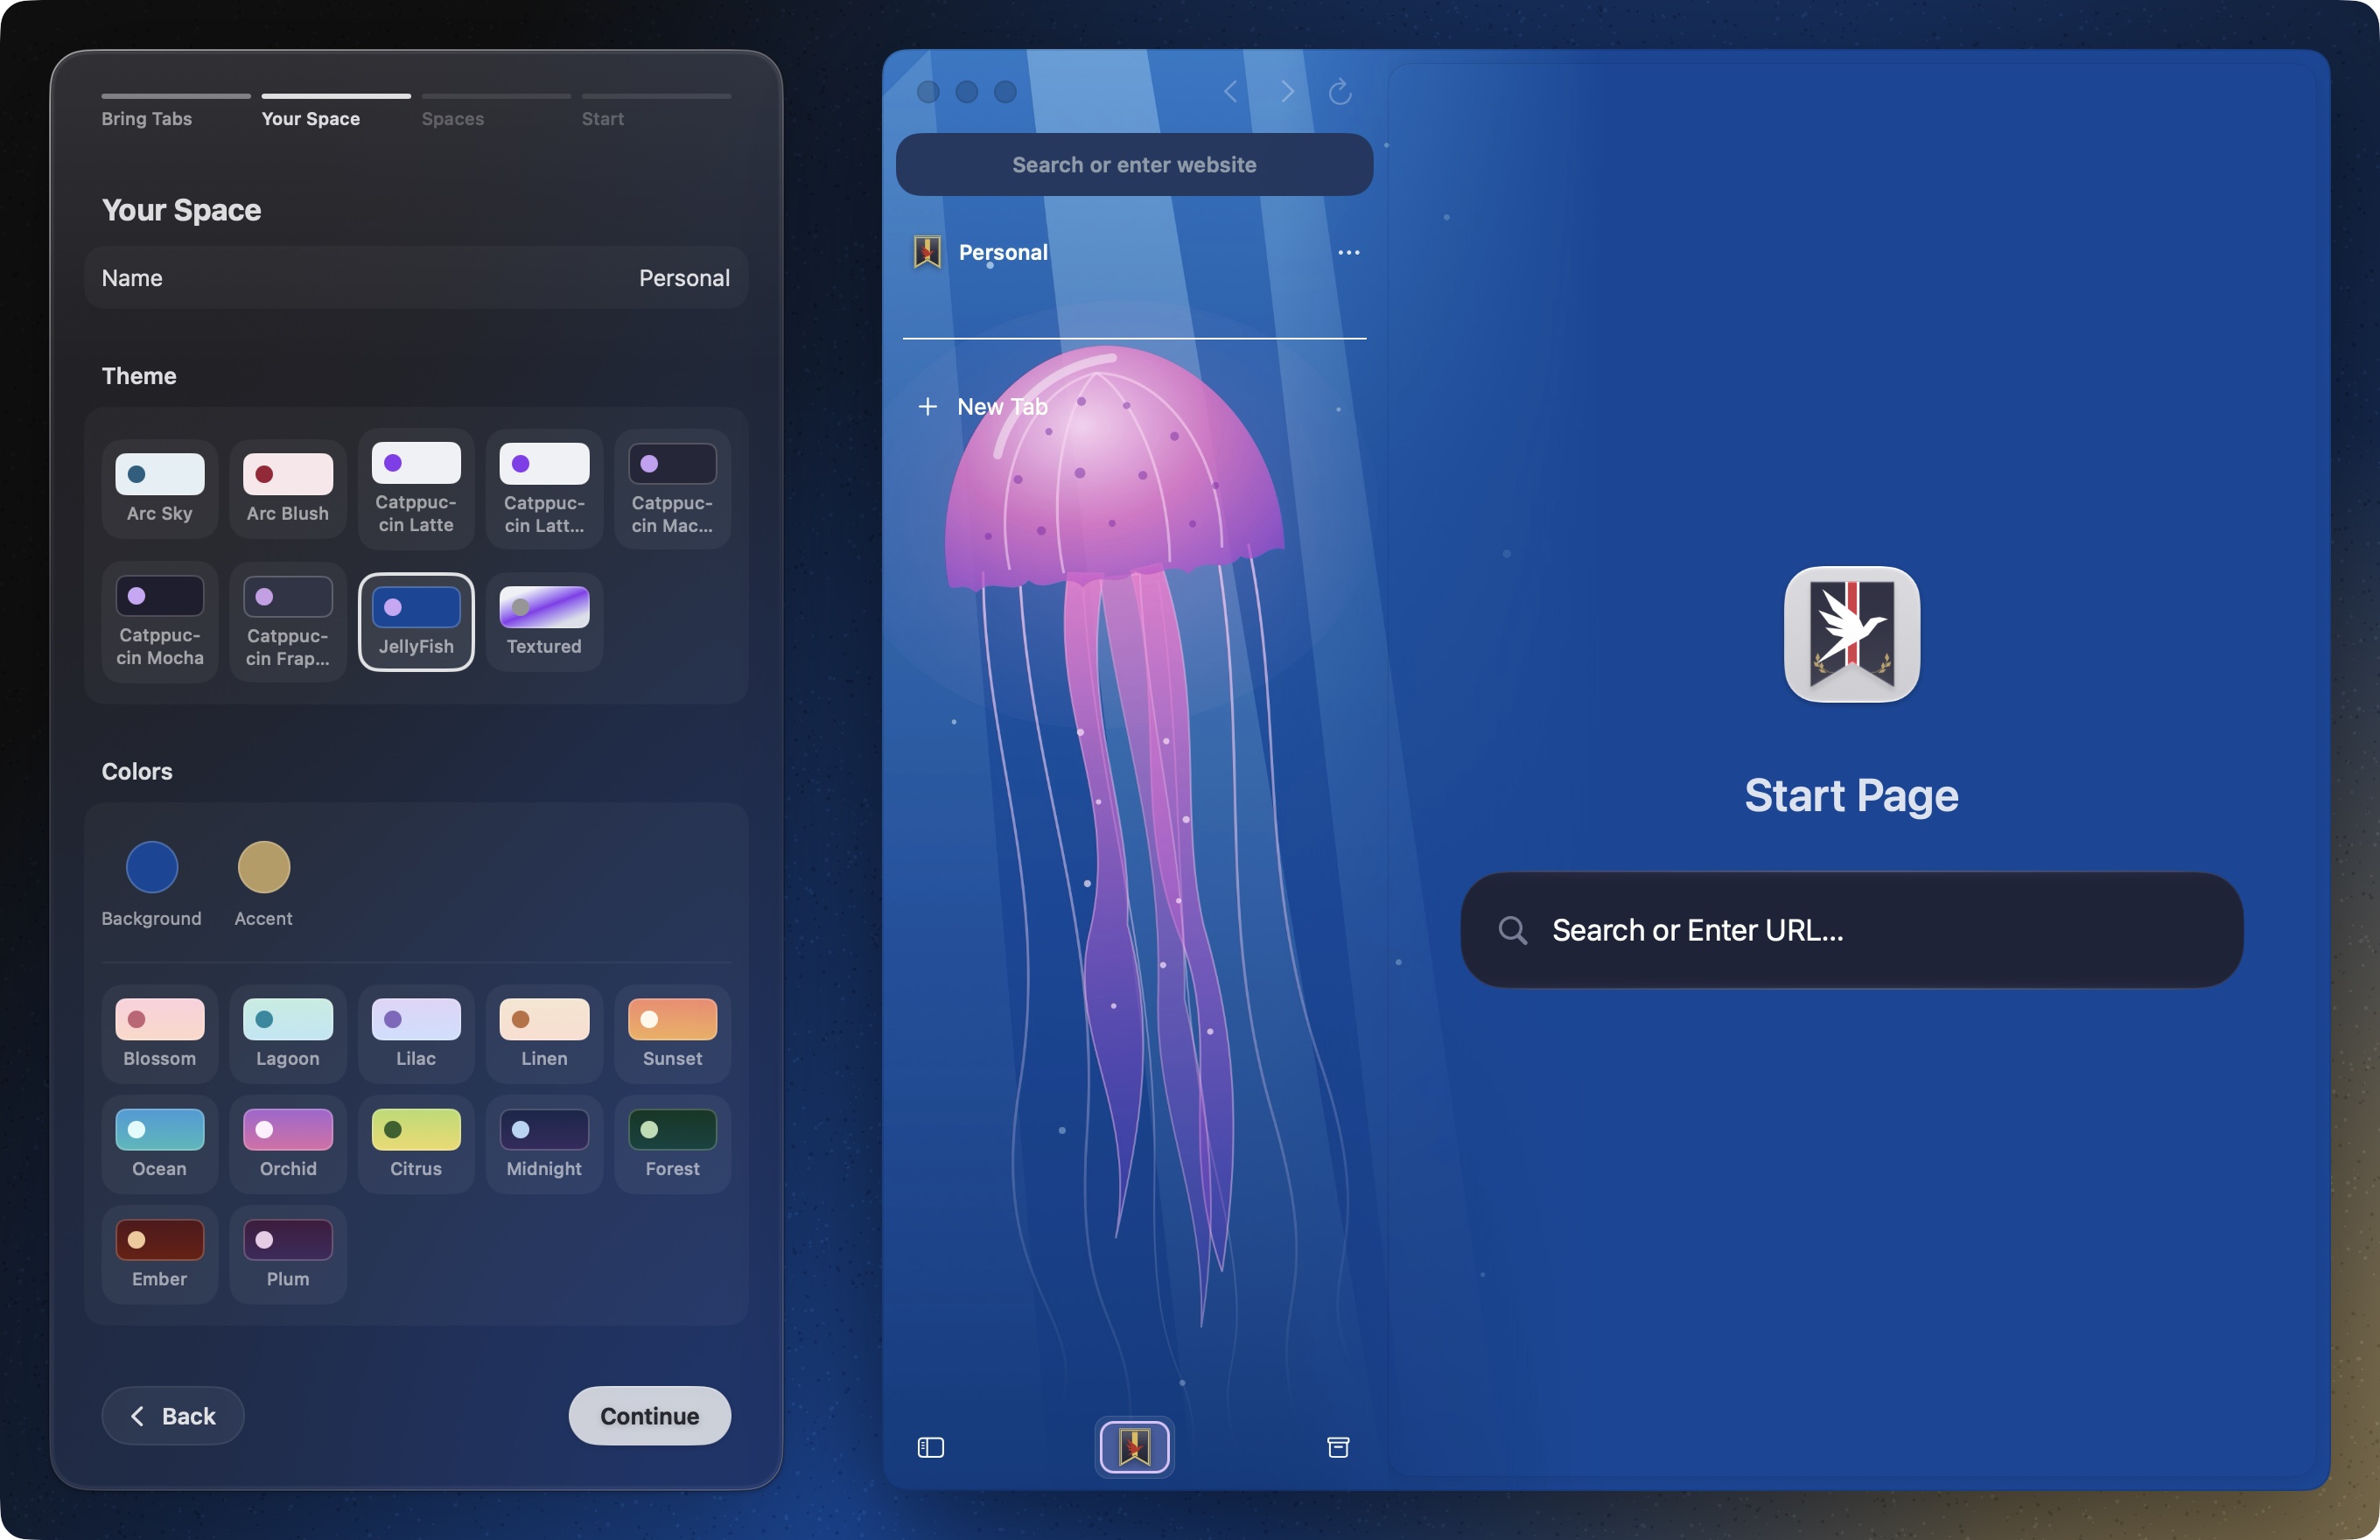 Bring Tabs
Your Space
Spaces
Start
Your Space
Name
Personal
Theme
Arc Sky
Arc Blush
Catppuc-
cin Latte
Catppuc-
cin Latt...
Catppuc-
cin Mac...
Catppuc-
cin Mocha
Catppuc-
cin Frap...
JellyFish
Textured
Colors
Background
Accent
Blossom
Lagoon
Lilac
Linen
Sunset
Ocean
Orchid
Citrus
Midnight
Forest
Ember
Plum
Back
Continue
Search or enter website
Personal
New Tab
Start Page
Search or Enter URL...